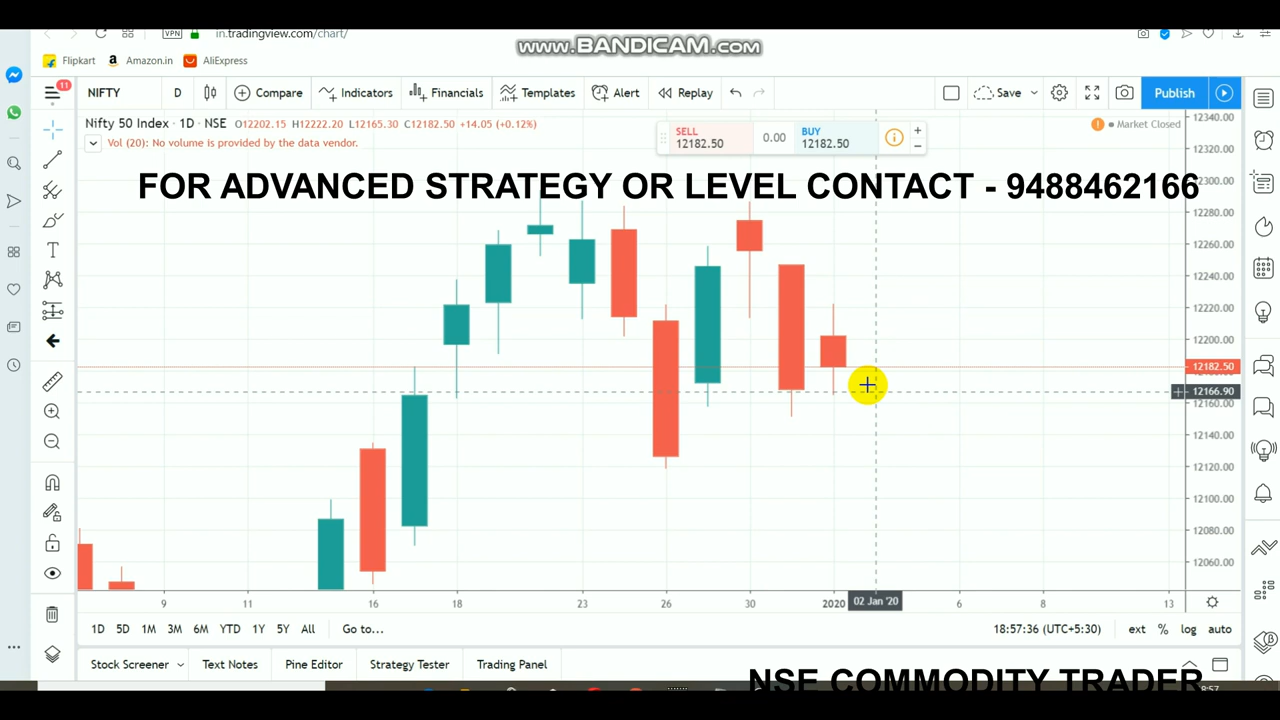 in.tradingview.com/chart/
VPN
www.BANDICAM.com
Flipkart Amazon.in AliExpress
11
NIFTY D Compare Indicators Financials Templates Alert Replay Save Publish
Nifty 50 Index · 1D · NSE O12202.15 H12222.20 L12165.30 C12182.50 +14.05 (+0.12%)
Vol (20): No volume is provided by the data vendor.
SELL
12182.50
0.00
BUY
12182.50
Market Closed
FOR ADVANCED STRATEGY OR LEVEL CONTACT - 9488462166
12340.00
12320.00
12300.00
12280.00
12260.00
12240.00
12220.00
12200.00
12182.50
12166.90
12160.00
12140.00
12120.00
12100.00
12080.00
12060.00
9 11 16 18 23 26 30 2020 02 Jan '20 6 8 13
1D 5D 1M 3M 6M YTD 1Y 5Y All Go to... 18:57:36 (UTC+5:30) ext % log auto
Stock Screener Text Notes Pine Editor Strategy Tester Trading Panel
NSE COMMODITY TRADER